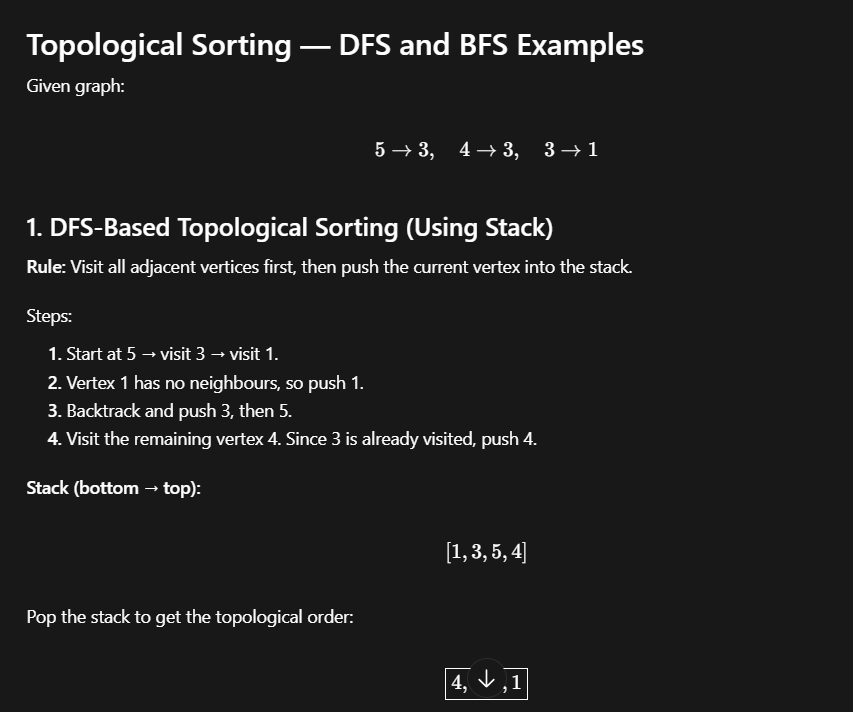 Topological Sorting — DFS and BFS Examples
Given graph:
5 → 3, 4 → 3, 3 → 1
1. DFS-Based Topological Sorting (Using Stack)
Rule: Visit all adjacent vertices first, then push the current vertex into the stack.
Steps:
1. Start at 5 → visit 3 → visit 1.
2. Vertex 1 has no neighbours, so push 1.
3. Backtrack and push 3, then 5.
4. Visit the remaining vertex 4. Since 3 is already visited, push 4.
Stack (bottom → top):
[1, 3, 5, 4]
Pop the stack to get the topological order:
4, , 1